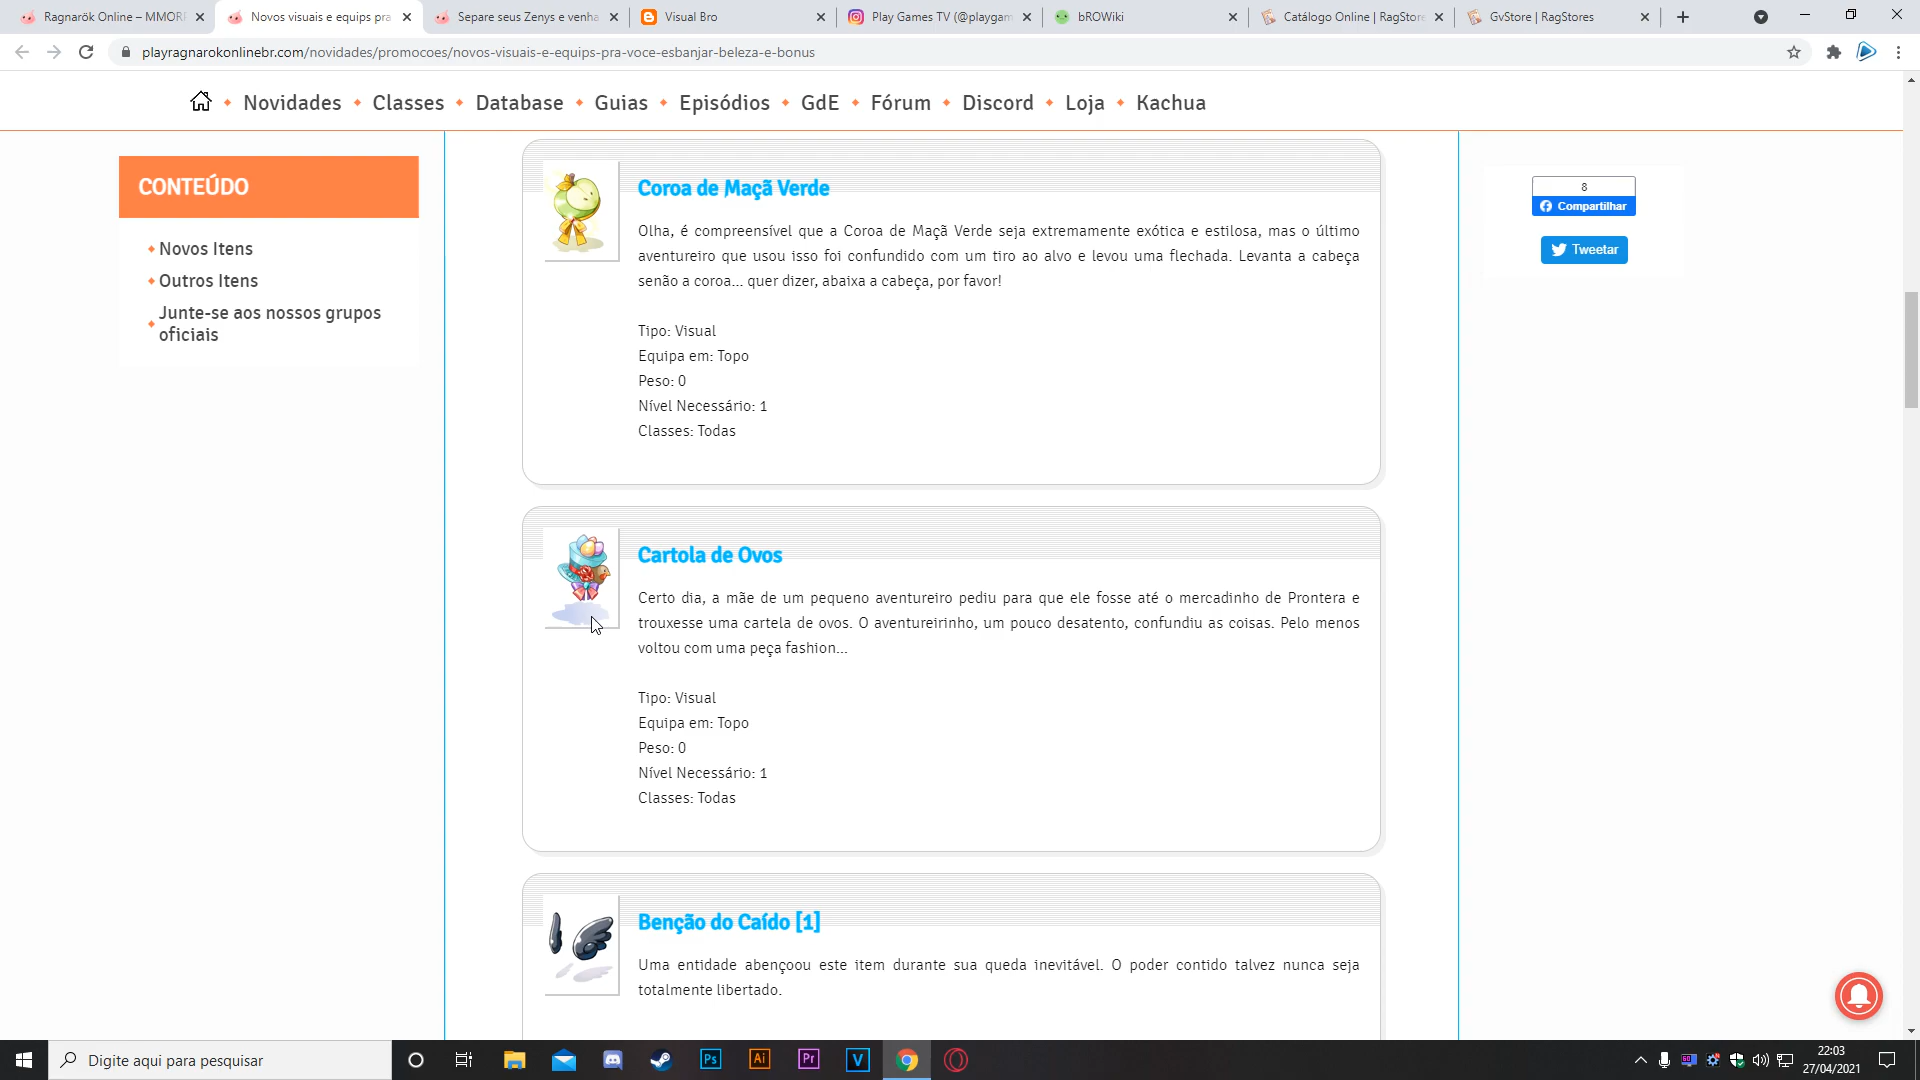 Ragnarök Online – MMORP
Novos visuais e equips pra
Separe seus Zenys e venha
Visual Bro
Play Games TV (@playgam
bROWiki
Catálogo Online | RagStore
GvStore | RagStores
playragnarokonlinebr.com/novidades/promocoes/novos-visuais-e-equips-pra-voce-esbanjar-beleza-e-bonus
Novidades
Classes
Database
Guias
Episódios
GdE
Fórum
Discord
Loja
Kachua
CONTEÚDO
Novos Itens
Outros Itens
Junte-se aos nossos grupos
oficiais
Coroa de Maçã Verde
Olha, é compreensível que a Coroa de Maçã Verde seja extremamente exótica e estilosa, mas o último
aventureiro que usou isso foi confundido com um tiro ao alvo e levou uma flechada. Levanta a cabeça
senão a coroa... quer dizer, abaixa a cabeça, por favor!
Tipo: Visual
Equipa em: Topo
Peso: 0
Nível Necessário: 1
Classes: Todas
Cartola de Ovos
Certo dia, a mãe de um pequeno aventureiro pediu para que ele fosse até o mercadinho de Prontera e
trouxesse uma cartela de ovos. O aventureirinho, um pouco desatento, confundiu as coisas. Pelo menos
voltou com uma peça fashion...
Tipo: Visual
Equipa em: Topo
Peso: 0
Nível Necessário: 1
Classes: Todas
Benção do Caído [1]
Uma entidade abençoou este item durante sua queda inevitável. O poder contido talvez nunca seja
totalmente libertado.
8
Compartilhar
Tweetar
Digite aqui para pesquisar
Ps
Ai
Pr
V
22:03
27/04/2021